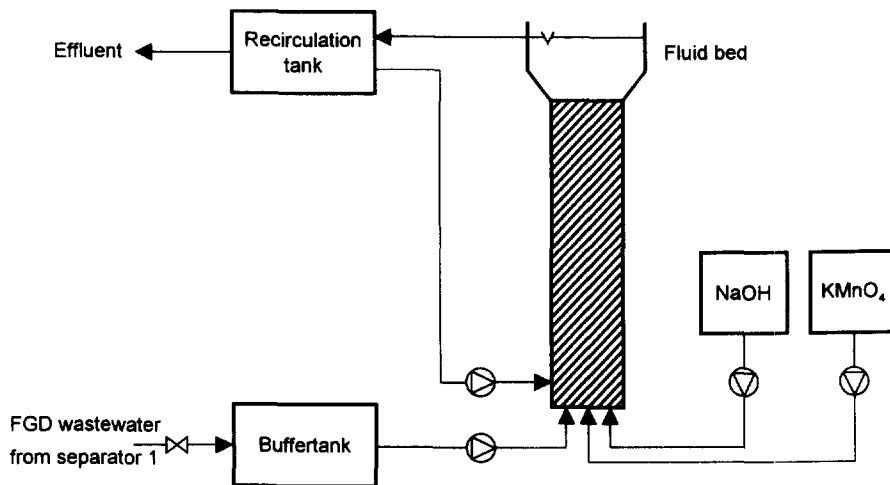 Effluent
Recirculation
tank
Fluid bed
NaOH
KMnO₄
FGD wastewater
from separator 1
Buffertank